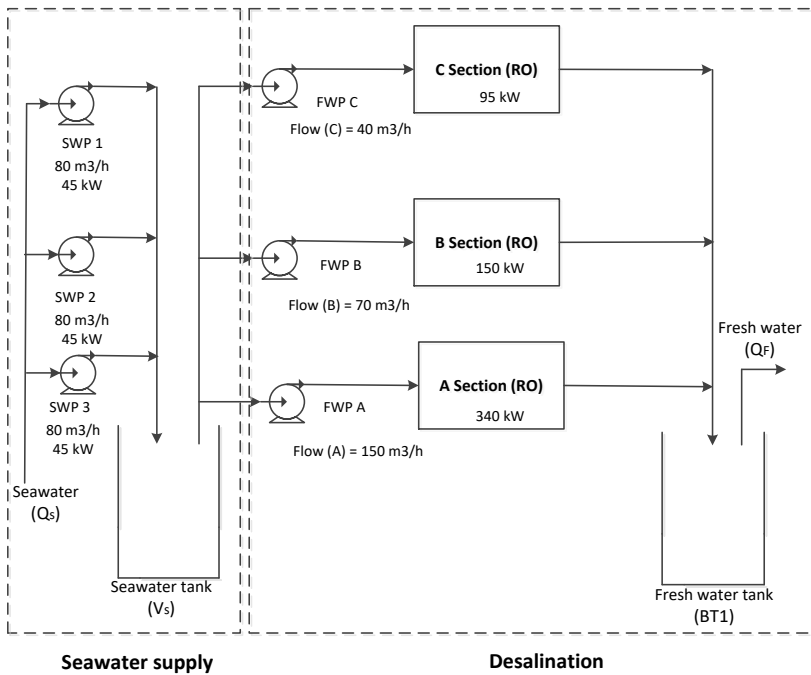 SWP 1
80 m3/h
45 kW
SWP 2
80 m3/h
45 kW
SWP 3
80 m3/h
45 kW
Seawater
(Qs)
Seawater tank
(Vs)
FWP C
Flow (C) = 40 m3/h
C Section (RO)
95 kW
FWP B
Flow (B) = 70 m3/h
B Section (RO)
150 kW
FWP A
Flow (A) = 150 m3/h
A Section (RO)
340 kW
Fresh water
(QF)
Fresh water tank
(BT1)
Seawater supply
Desalination